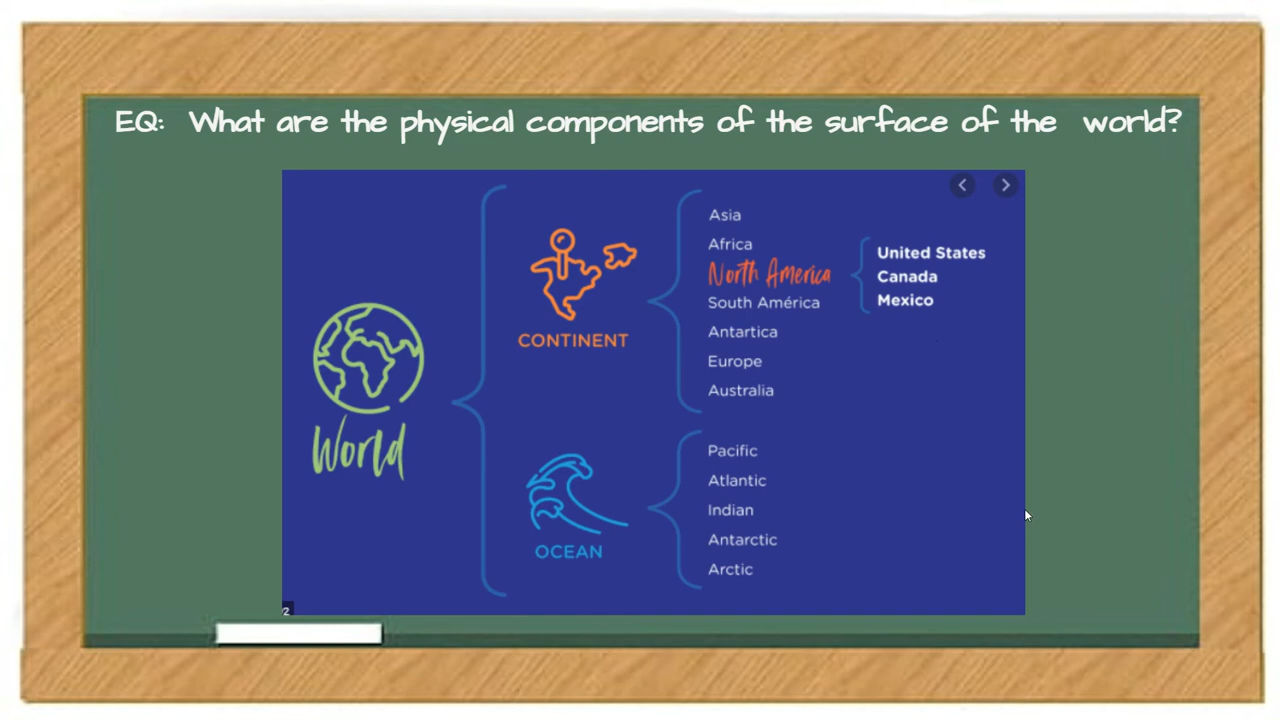 EQ: What are the physical components of the surface of the world?
World
CONTINENT
Asia
Africa
North America
South América
Antartica
Europe
Australia
United States
Canada
Mexico
OCEAN
Pacific
Atlantic
Indian
Antarctic
Arctic
2